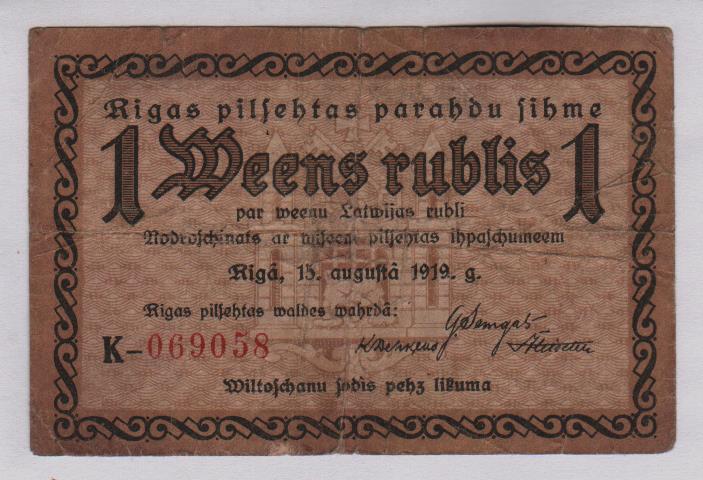 Rigas pilſehtas parahdu ſihme
1 Weens rublis 1
par weenu Latwijas rubli
Nodroſchinats ar wiſeem pilſehtas ihpaſchumeem
Rigâ, 15. auguſtâ 1919. g.
Rigas pilſehtas waldes wahrdâ:
K-069058
Wiltoſchanu ſodis pehz likuma